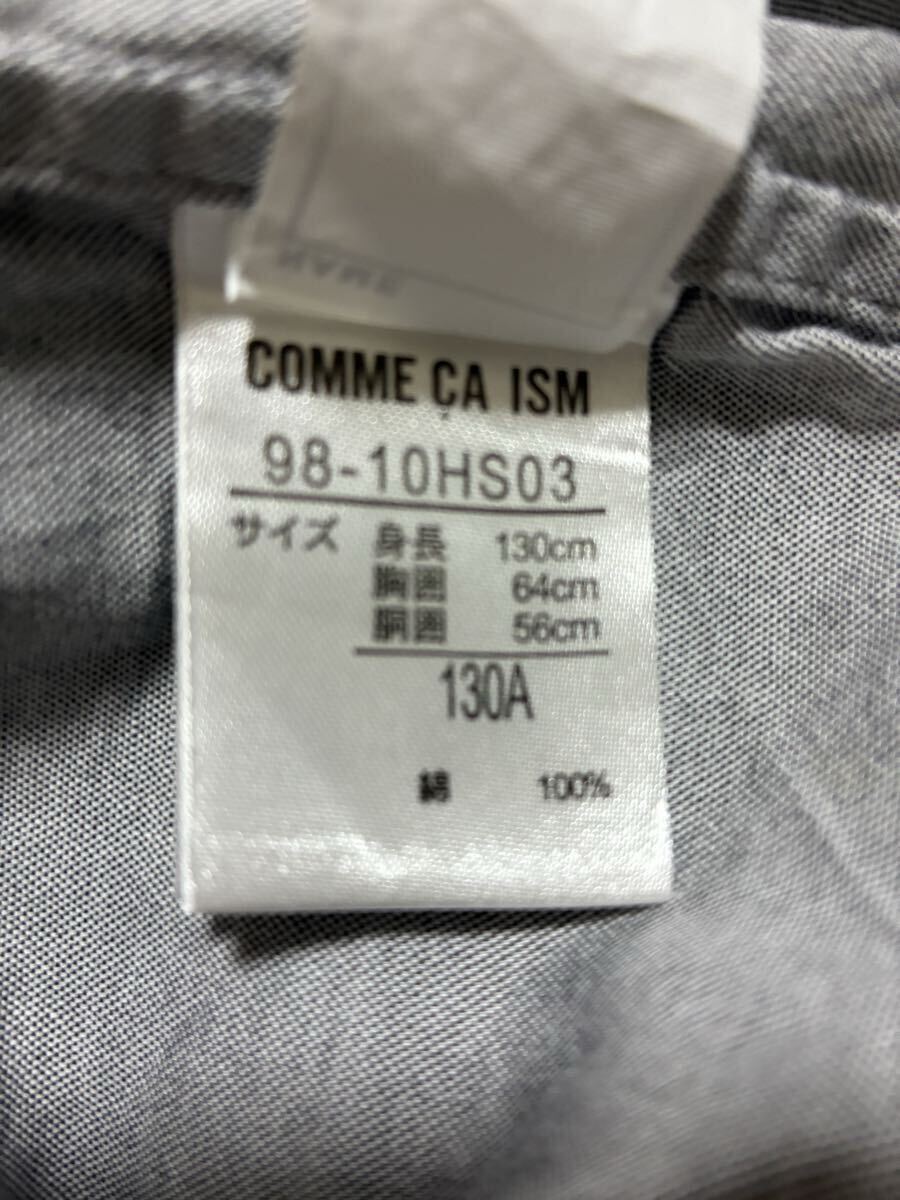 NAME
COMME ÇA ISM
98-10HS03
サイズ 身長 130cm
胸囲 64cm
胴囲 56cm
130A
綿 100%